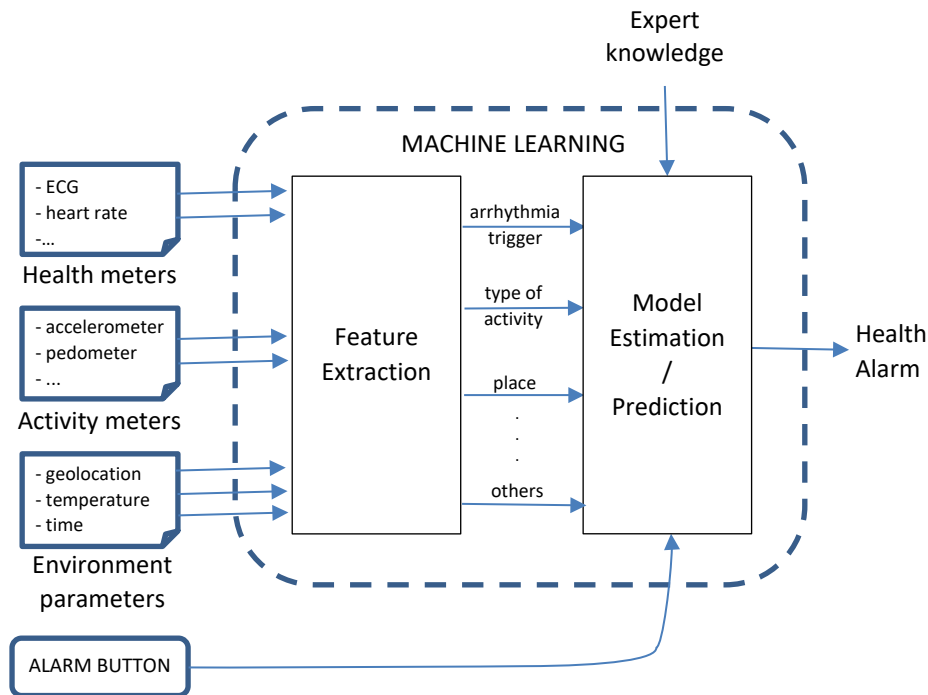 Expert
knowledge
MACHINE LEARNING
- ECG
- heart rate
-...
Health meters
- accelerometer
- pedometer
- ...
Activity meters
- geolocation
- temperature
- time
Environment
parameters
ALARM BUTTON
Feature
Extraction
arrhythmia
trigger
type of
activity
place
.
.
.
others
Model
Estimation
/
Prediction
Health
Alarm